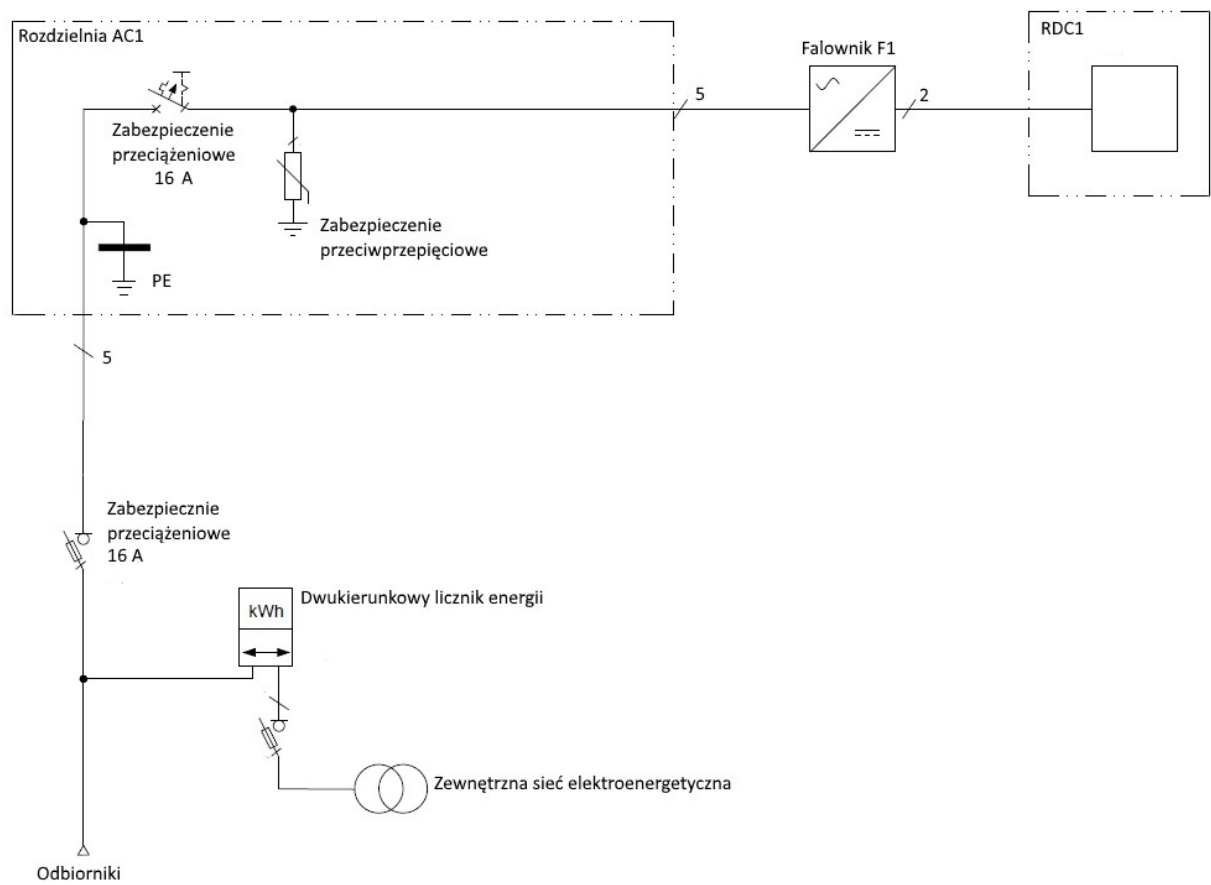 Rozdzielnia AC1
RDC1
Falownik F1
5
2
Zabezpieczenie
przeciążeniowe
16 A
Zabezpieczenie
przeciwprzepięciowe
PE
5
Zabezpiecznie
przeciążeniowe
16 A
kWh
Dwukierunkowy licznik energii
Zewnętrzna sieć elektroenergetyczna
Odbiorniki